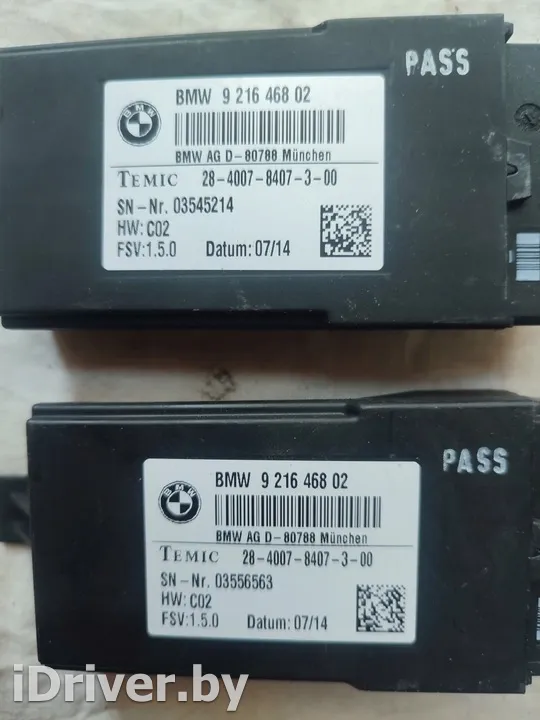 PASS
BMW
BMW 9 216 468 02
BMW AG D-80788 München
TEMIC 28-4007-8407-3-00
SN-Nr. 03545214
HW: C02
FSV:1.5.0 Datum: 07/14
PASS
BMW
BMW 9 216 468 02
BMW AG D-80788 München
TEMIC 28-4007-8407-3-00
SN-Nr. 03556563
HW: C02
FSV:1.5.0 Datum: 07/14
iDriver.by